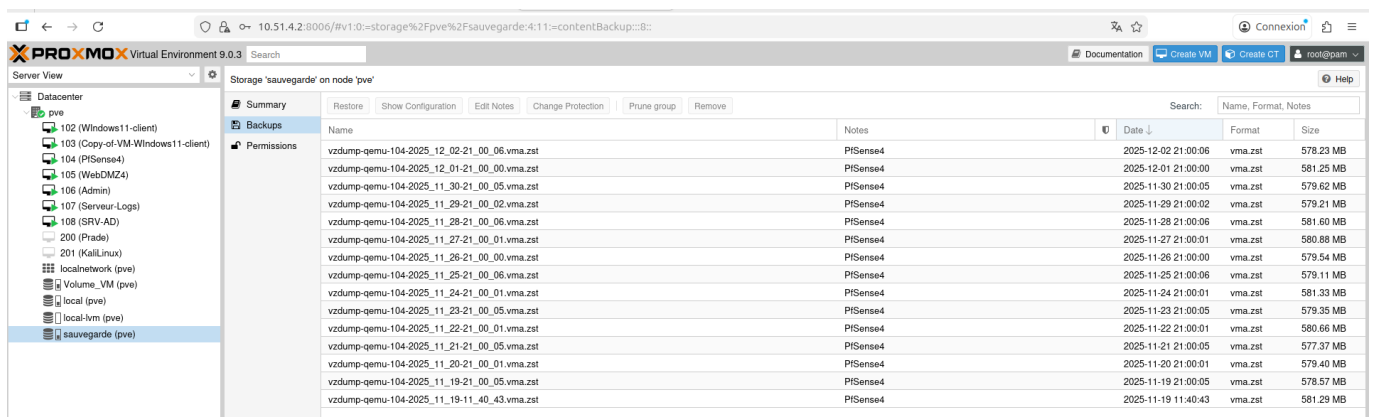 10.51.4.2:8006/#v1:0:=storage%2Fpve%2Fsauvegarde:4:11:=contentBackup:::8:: Connexion
PROXMOX Virtual Environment 9.0.3 Search Documentation Create VM Create CT root@pam
Server View Storage 'sauvegarde' on node 'pve' Help
Datacenter
pve
102 (WIndows11-client)
103 (Copy-of-VM-WIndows11-client)
104 (PfSense4)
105 (WebDMZ4)
106 (Admin)
107 (Serveur-Logs)
108 (SRV-AD)
200 (Prade)
201 (KaliLinux)
localnetwork (pve)
Volume_VM (pve)
local (pve)
local-lvm (pve)
sauvegarde (pve)
Summary
Backups
Permissions
Restore Show Configuration Edit Notes Change Protection Prune group Remove Search: Name, Format, Notes
Name Notes Date ↓ Format Size
vzdump-qemu-104-2025_12_02-21_00_06.vma.zst PfSense4 2025-12-02 21:00:06 vma.zst 578.23 MB
vzdump-qemu-104-2025_12_01-21_00_00.vma.zst PfSense4 2025-12-01 21:00:00 vma.zst 581.25 MB
vzdump-qemu-104-2025_11_30-21_00_05.vma.zst PfSense4 2025-11-30 21:00:05 vma.zst 579.62 MB
vzdump-qemu-104-2025_11_29-21_00_02.vma.zst PfSense4 2025-11-29 21:00:02 vma.zst 579.21 MB
vzdump-qemu-104-2025_11_28-21_00_06.vma.zst PfSense4 2025-11-28 21:00:06 vma.zst 581.60 MB
vzdump-qemu-104-2025_11_27-21_00_01.vma.zst PfSense4 2025-11-27 21:00:01 vma.zst 580.88 MB
vzdump-qemu-104-2025_11_26-21_00_00.vma.zst PfSense4 2025-11-26 21:00:00 vma.zst 579.54 MB
vzdump-qemu-104-2025_11_25-21_00_06.vma.zst PfSense4 2025-11-25 21:00:06 vma.zst 579.11 MB
vzdump-qemu-104-2025_11_24-21_00_01.vma.zst PfSense4 2025-11-24 21:00:01 vma.zst 581.33 MB
vzdump-qemu-104-2025_11_23-21_00_05.vma.zst PfSense4 2025-11-23 21:00:05 vma.zst 579.35 MB
vzdump-qemu-104-2025_11_22-21_00_01.vma.zst PfSense4 2025-11-22 21:00:01 vma.zst 580.66 MB
vzdump-qemu-104-2025_11_21-21_00_05.vma.zst PfSense4 2025-11-21 21:00:05 vma.zst 577.37 MB
vzdump-qemu-104-2025_11_20-21_00_01.vma.zst PfSense4 2025-11-20 21:00:01 vma.zst 579.40 MB
vzdump-qemu-104-2025_11_19-21_00_05.vma.zst PfSense4 2025-11-19 21:00:05 vma.zst 578.57 MB
vzdump-qemu-104-2025_11_19-11_40_43.vma.zst PfSense4 2025-11-19 11:40:43 vma.zst 581.29 MB